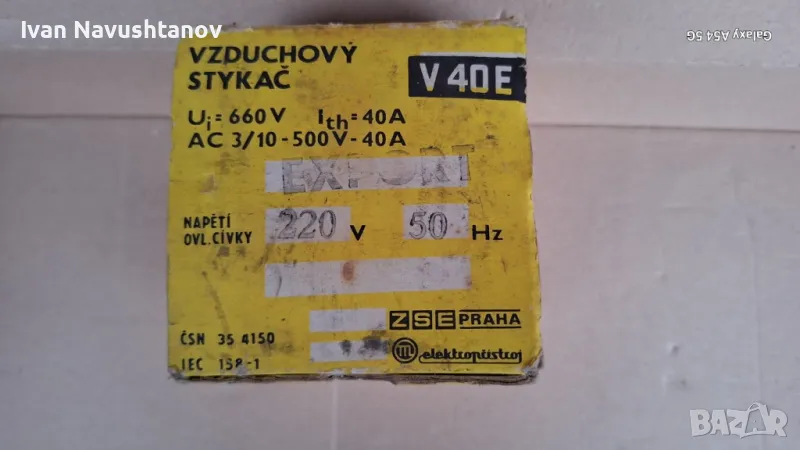 Ivan Navushtanov
Galaxy A54 5G
VZDUCHOVÝ
STYKAČ
V 40 E
Ui = 660 V Ith = 40 A
AC 3/10 - 500 V - 40 A
EXPORT
NAPĚTÍ
OVL. CÍVKY
220 V 50 Hz
ZSE PRAHA
ČSN 35 4150
elektropřístroj
IEC 158-1
BAZAR